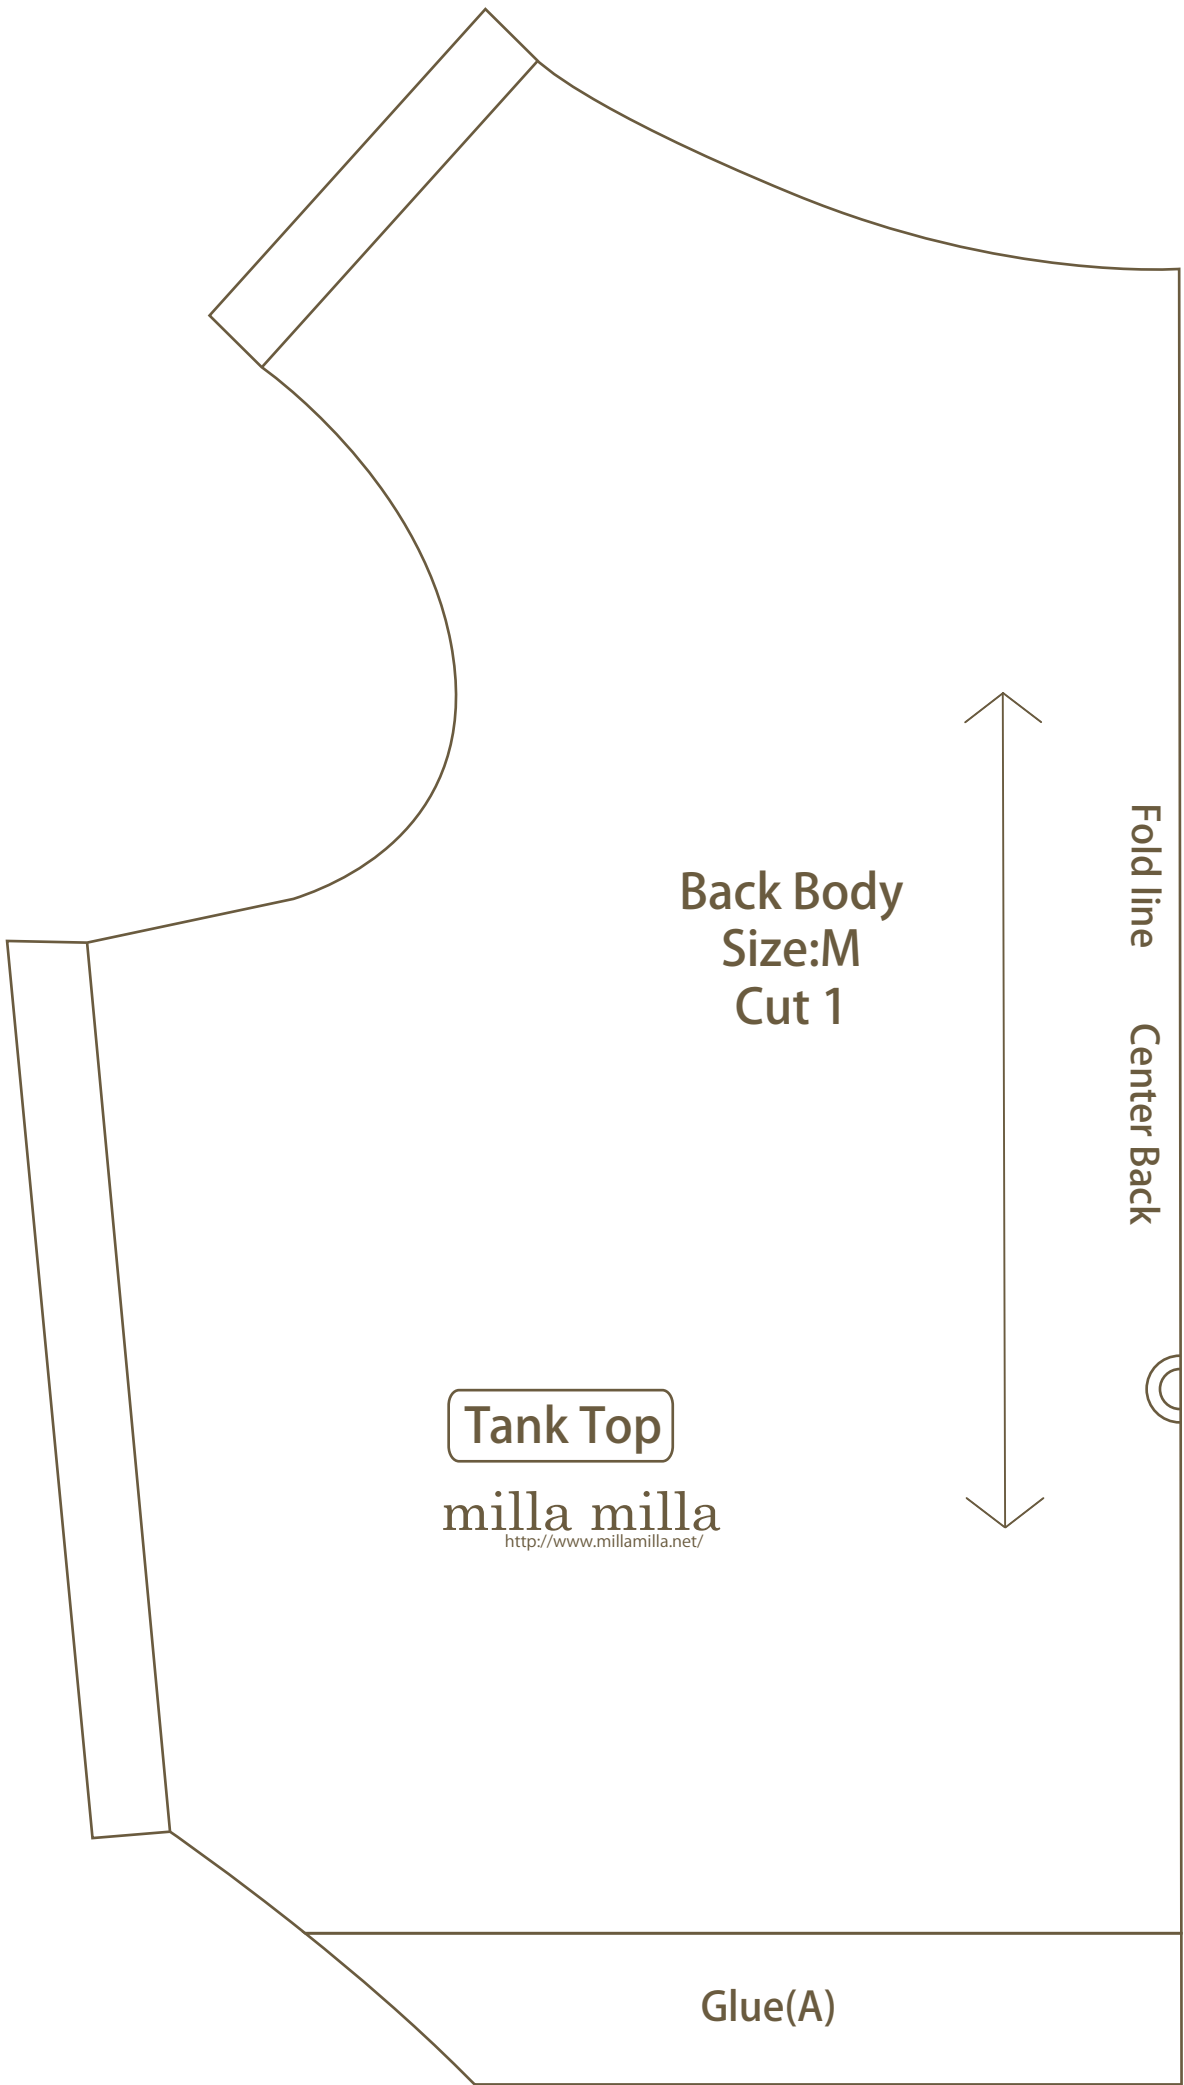 Fold line
Center Back
Back Body
Size:M
Cut 1
Tank Top
milla milla
http://www.millamilla.net/
Glue(A)